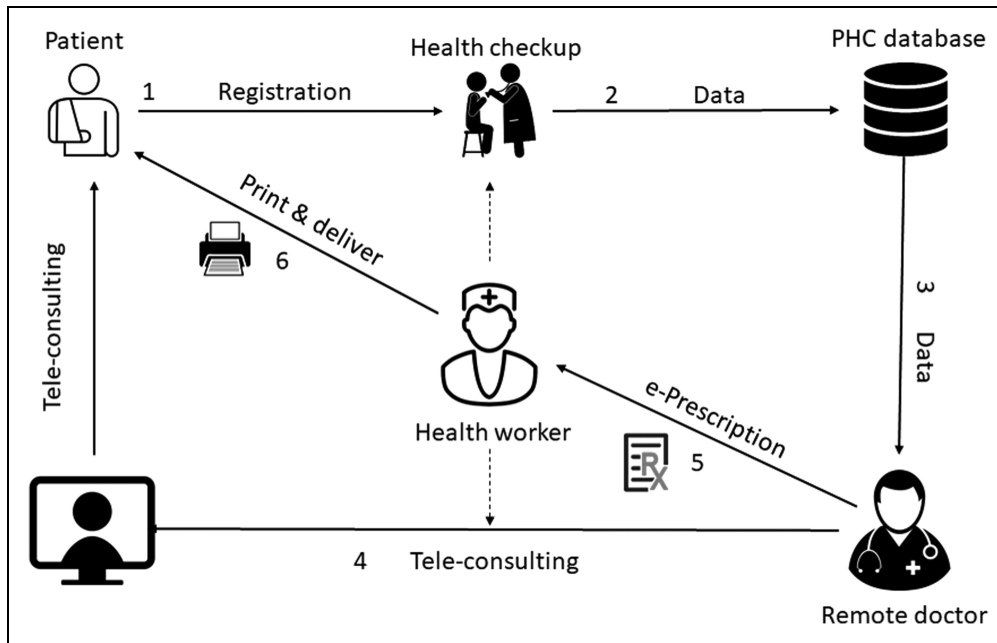 Patient
Health checkup
PHC database
1 Registration
2 Data
Print & deliver
6
Tele-consulting
3 Data
Health worker
e-Prescription
5
RX
4 Tele-consulting
Remote doctor